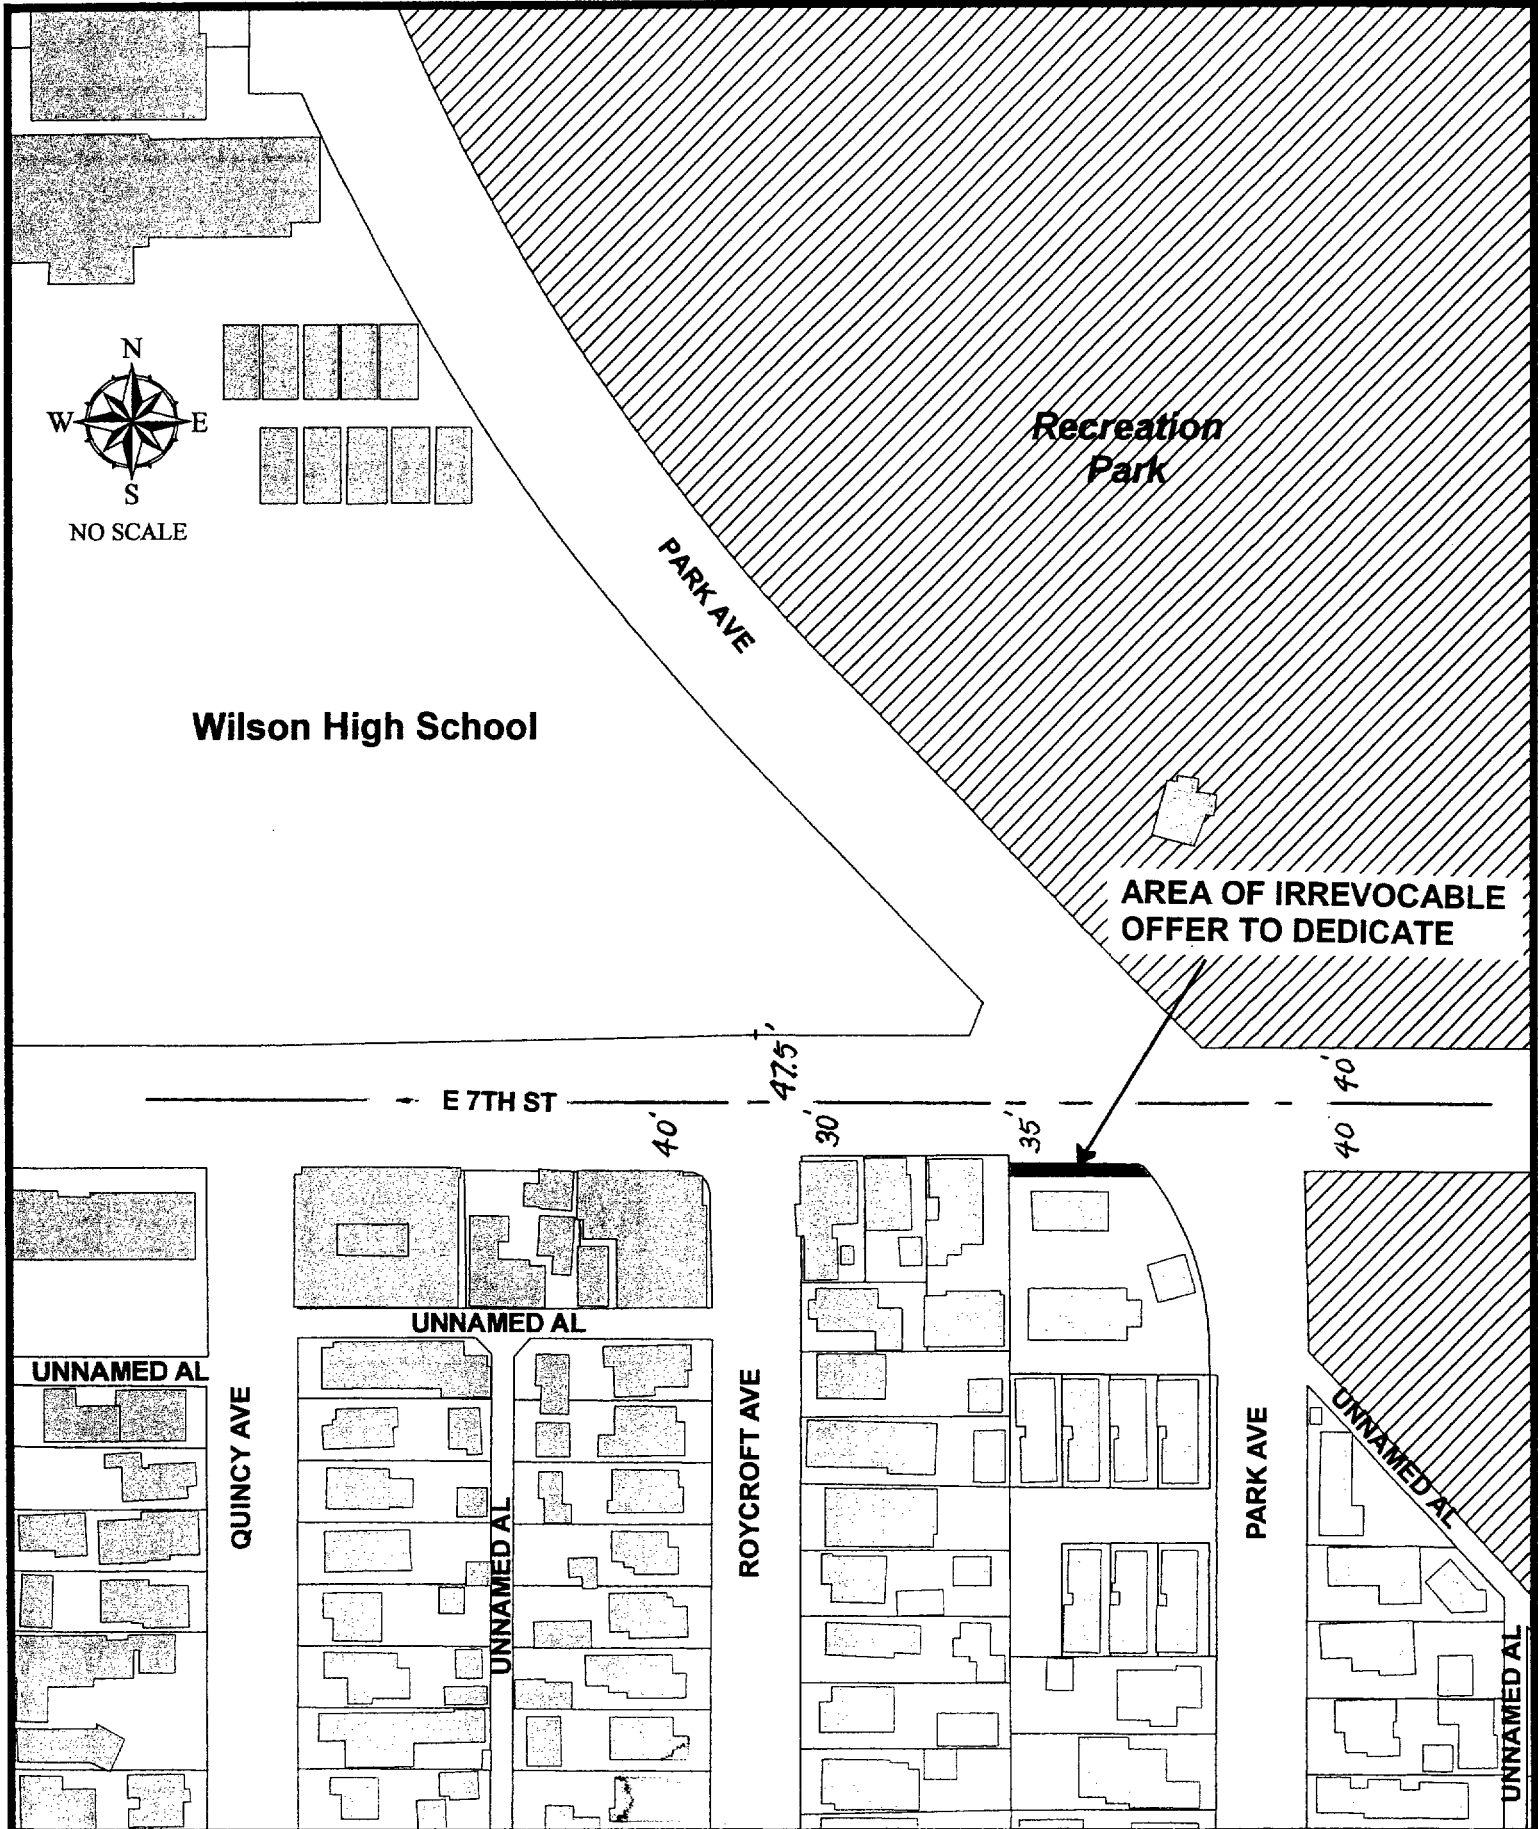 N
W E
S
NO SCALE
Recreation
Park
PARK AVE
Wilson High School
AREA OF IRREVOCABLE
OFFER TO DEDICATE
47.5'
40'
E 7TH ST
40'
30'
35'
40'
UNNAMED AL
UNNAMED AL
QUINCY AVE
UNNAMED AL
ROYCROFT AVE
PARK AVE
UNNAMED AL
UNNAMED AL